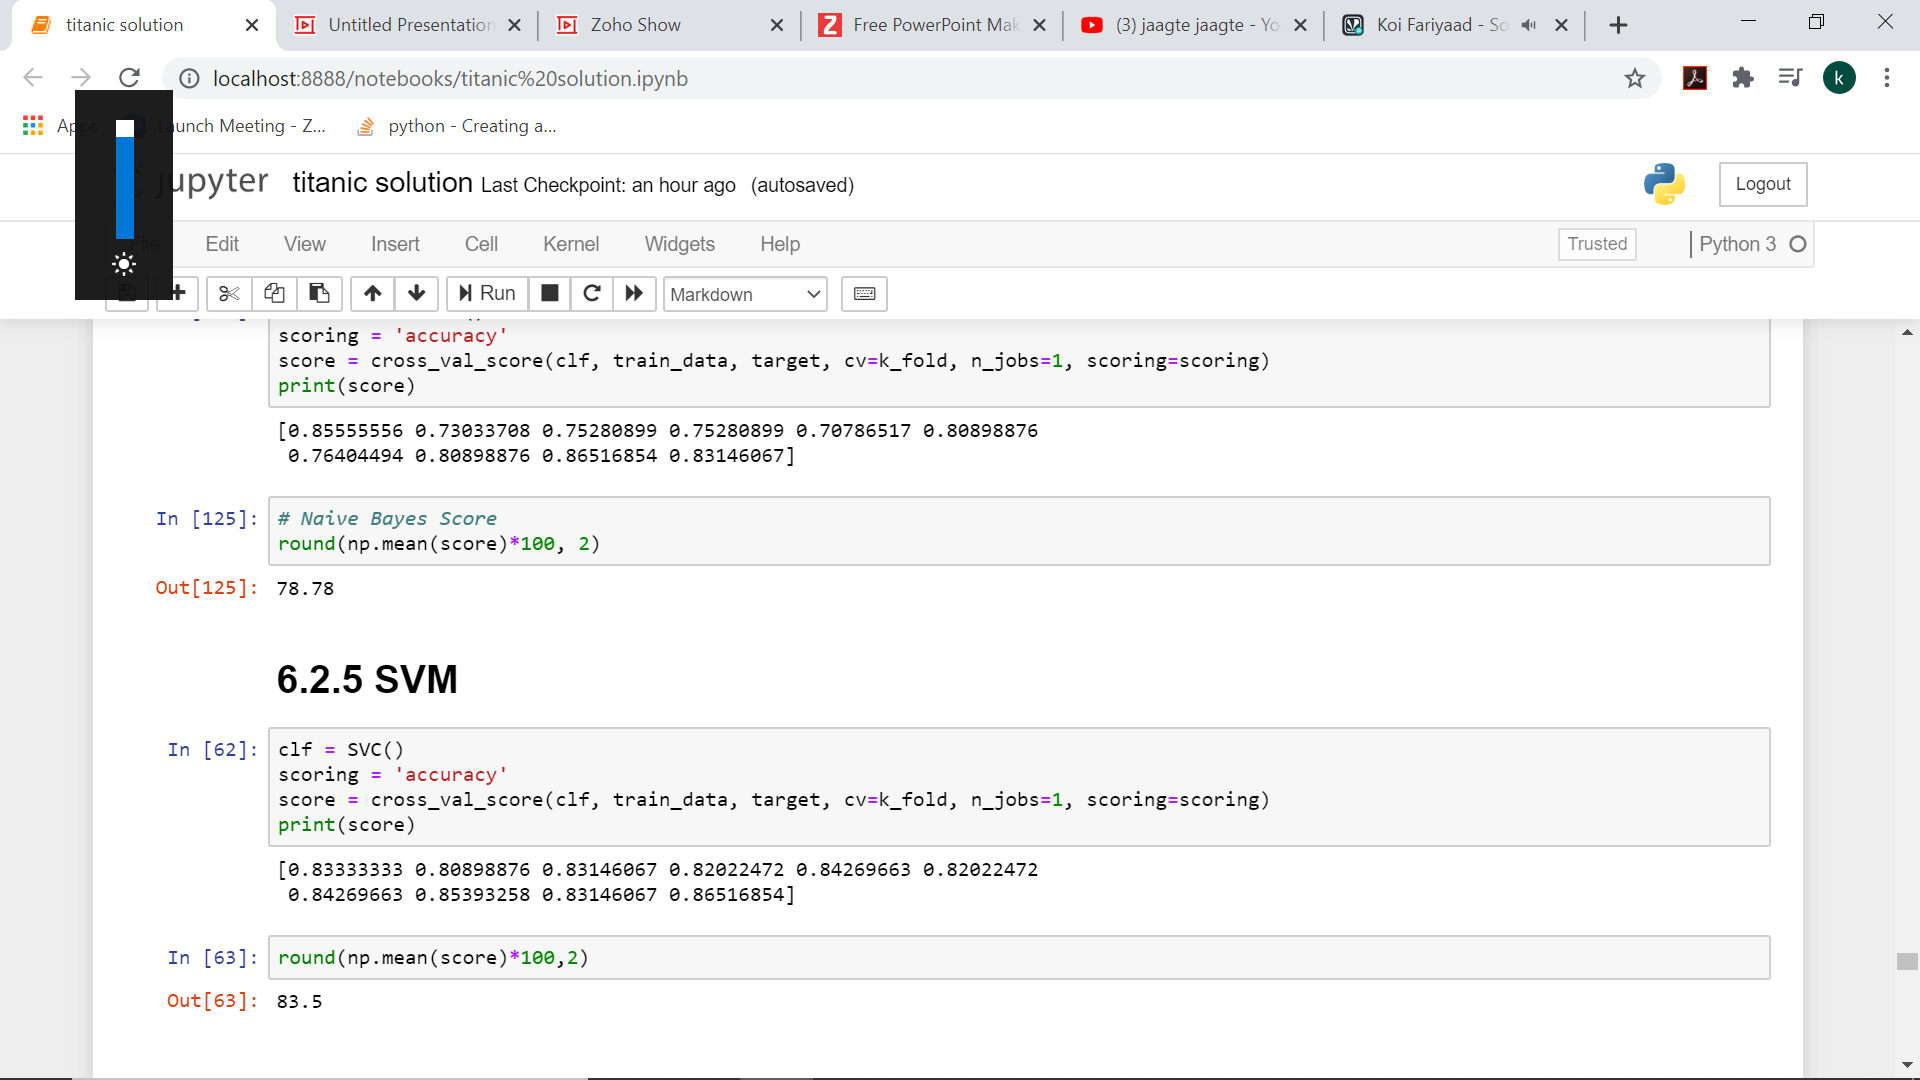 titanic solution
Untitled Presentation
Zoho Show
Free PowerPoint Mak
(3) jaagte jaagte - Yo
Koi Fariyaad - So
localhost:8888/notebooks/titanic%20solution.ipynb
k
Apps
Launch Meeting - Z...
python - Creating a...
jupyter titanic solution Last Checkpoint: an hour ago (autosaved)
Logout
File Edit View Insert Cell Kernel Widgets Help
Trusted
Python 3
Run
Markdown
scoring = 'accuracy'
score = cross_val_score(clf, train_data, target, cv=k_fold, n_jobs=1, scoring=scoring)
print(score)
[0.85555556 0.73033708 0.75280899 0.75280899 0.70786517 0.80898876
0.76404494 0.80898876 0.86516854 0.83146067]
In [125]: # Naive Bayes Score
round(np.mean(score)*100, 2)
Out[125]: 78.78
6.2.5 SVM
In [62]: clf = SVC()
scoring = 'accuracy'
score = cross_val_score(clf, train_data, target, cv=k_fold, n_jobs=1, scoring=scoring)
print(score)
[0.83333333 0.80898876 0.83146067 0.82022472 0.84269663 0.82022472
0.84269663 0.85393258 0.83146067 0.86516854]
In [63]: round(np.mean(score)*100,2)
Out[63]: 83.5